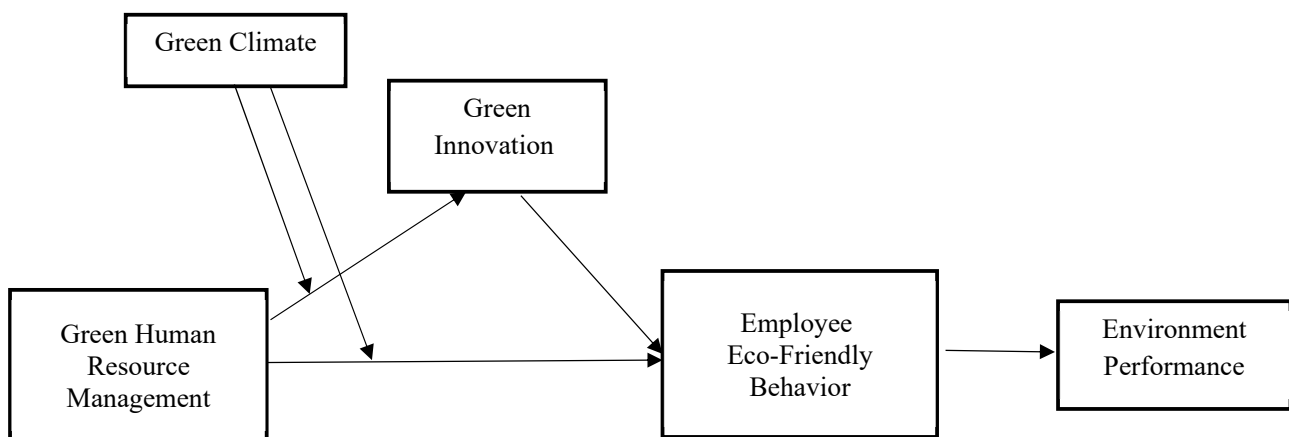 Green Climate
Green
Innovation
Green Human
Resource
Management
Employee
Eco-Friendly
Behavior
Environment
Performance